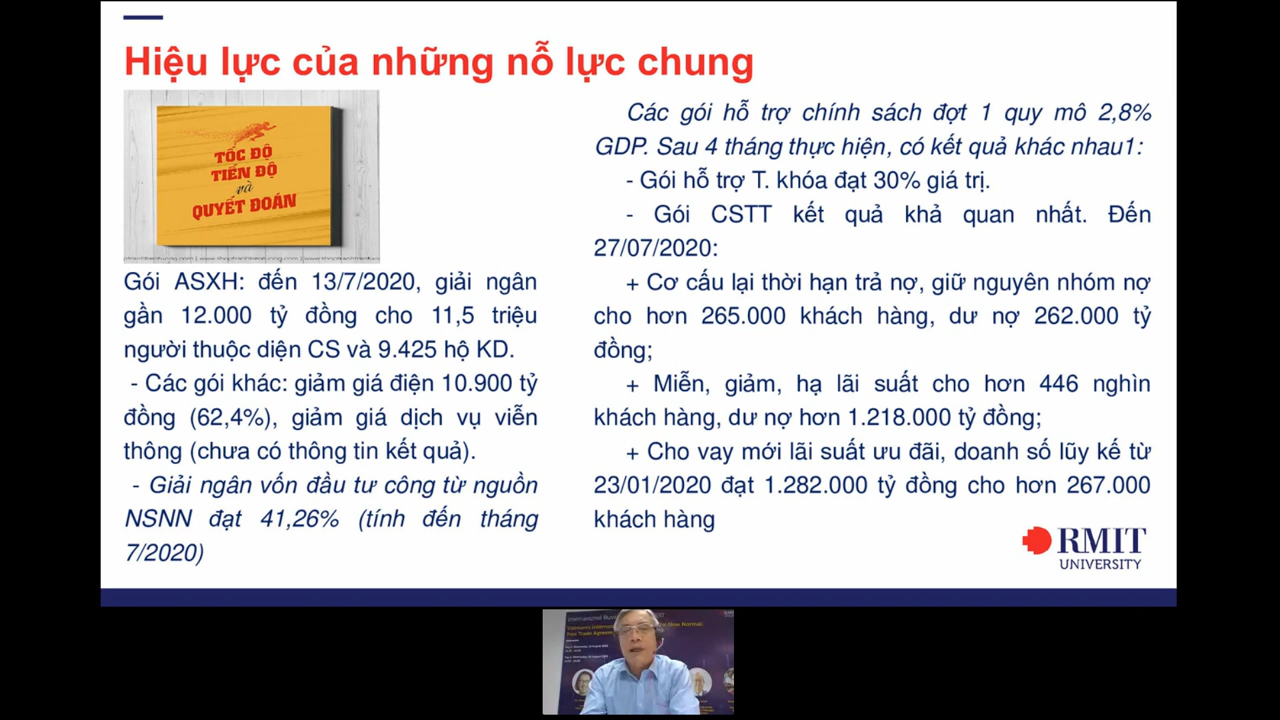 Hiệu lực của những nỗ lực chung
TỐC ĐỘ
TIẾN ĐỘ
và
QUYẾT ĐOÁN
Gói ASXH: đến 13/7/2020, giải ngân
gần 12.000 tỷ đồng cho 11,5 triệu
người thuộc diện CS và 9.425 hộ KD.
- Các gói khác: giảm giá điện 10.900 tỷ
đồng (62,4%), giảm giá dịch vụ viễn
thông (chưa có thông tin kết quả).
- Giải ngân vốn đầu tư công từ nguồn
NSNN đạt 41,26% (tính đến tháng
7/2020)
Các gói hỗ trợ chính sách đợt 1 quy mô 2,8%
GDP. Sau 4 tháng thực hiện, có kết quả khác nhau1:
- Gói hỗ trợ T. khóa đạt 30% giá trị.
- Gói CSTT kết quả khả quan nhất. Đến
27/07/2020:
+ Cơ cấu lại thời hạn trả nợ, giữ nguyên nhóm nợ
cho hơn 265.000 khách hàng, dư nợ 262.000 tỷ
đồng;
+ Miễn, giảm, hạ lãi suất cho hơn 446 nghìn
khách hàng, dư nợ hơn 1.218.000 tỷ đồng;
+ Cho vay mới lãi suất ưu đãi, doanh số lũy kế từ
23/01/2020 đạt 1.282.000 tỷ đồng cho hơn 267.000
khách hàng
RMIT
UNIVERSITY